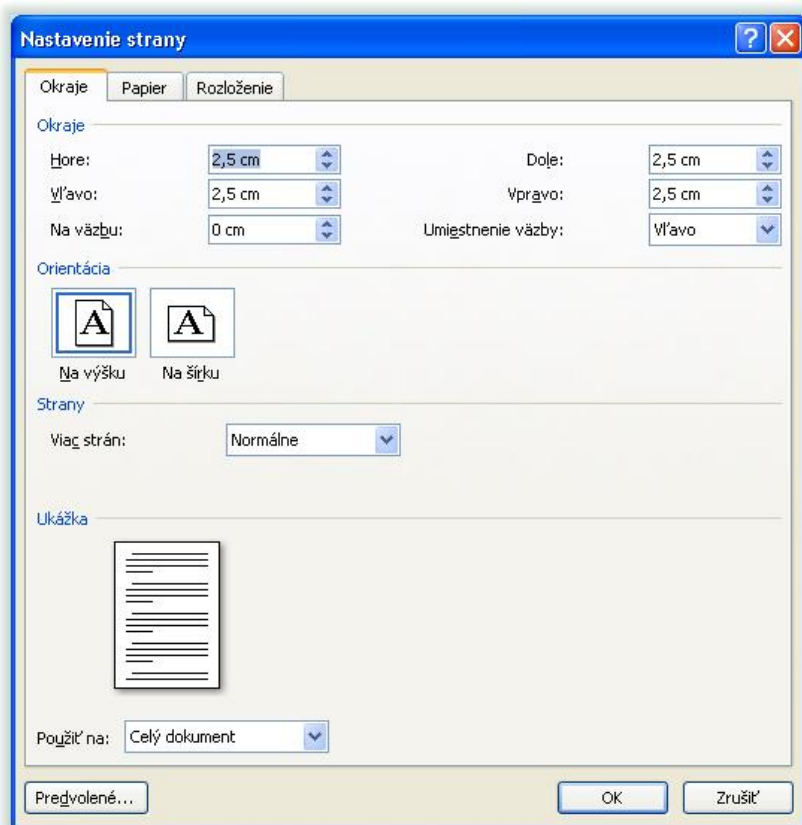 Nastavenie strany
Okraje Papier Rozloženie
Okraje
Hore: 2,5 cm Dole: 2,5 cm
Vľavo: 2,5 cm Vpravo: 2,5 cm
Na väzbu: 0 cm Umiestnenie väzby: Vľavo
Orientácia
A A
Na výšku Na šírku
Strany
Viac strán: Normálne
Ukážka
Použiť na: Celý dokument
Predvolené... OK Zrušiť